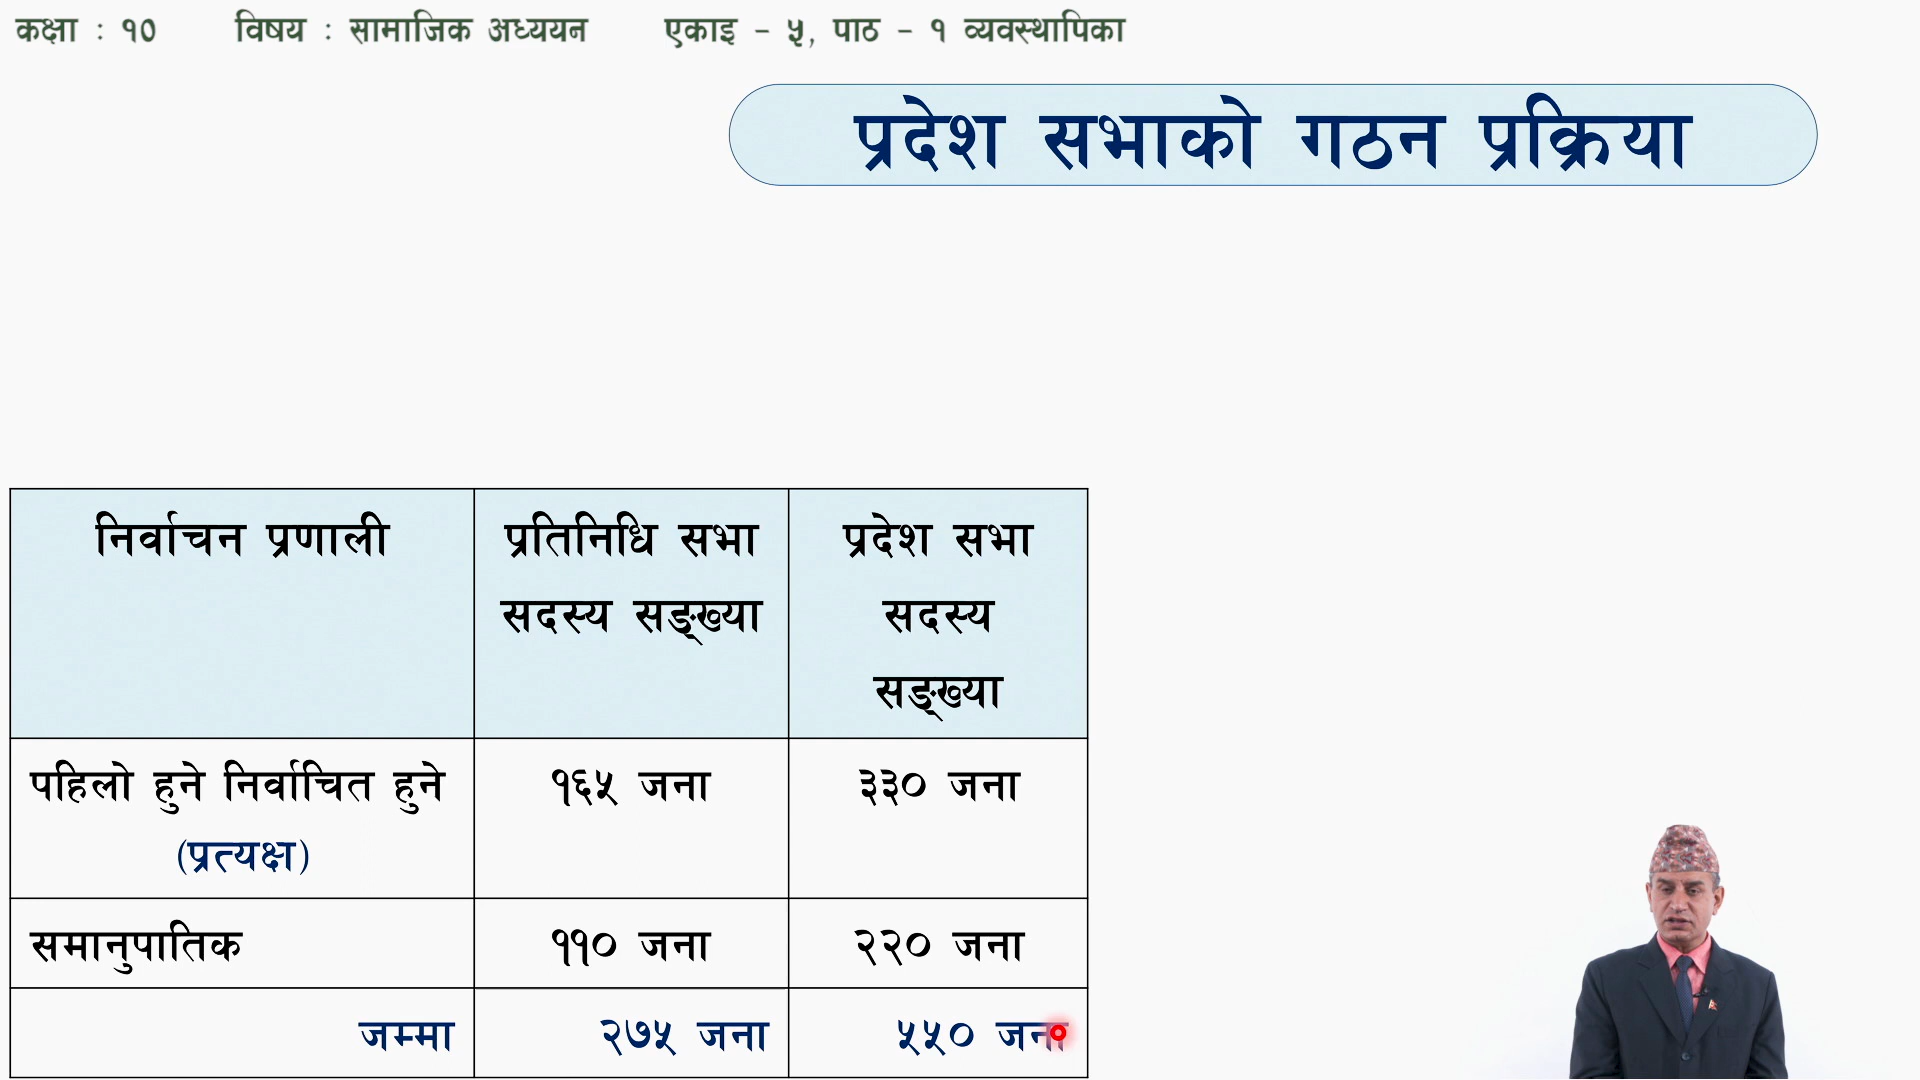 कक्षा : १० विषय : सामाजिक अध्ययन एकाइ - ५, पाठ - १ व्यवस्थापिका
प्रदेश सभाको गठन प्रक्रिया
निर्वाचन प्रणाली
प्रतिनिधि सभा
सदस्य सङ्ख्या
प्रदेश सभा
सदस्य
सङ्ख्या
पहिलो हुने निर्वाचित हुने
(प्रत्यक्ष)
१६५ जना
३३० जना
समानुपातिक
११० जना
२२० जना
जम्मा
२७५ जना
५५० जना